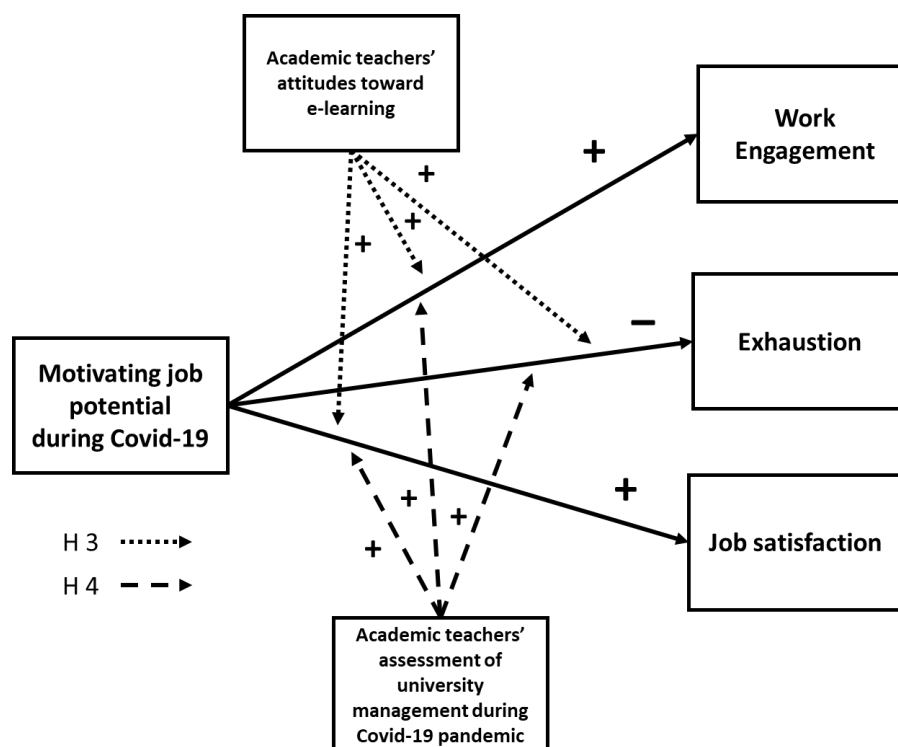 Academic teachers’
attitudes toward
e-learning
Work
Engagement
+
+
+
+
−
Exhaustion
Motivating job
potential
during Covid-19
+
Job satisfaction
+
+
+
H 3
H 4
Academic teachers’
assessment of
university
management during
Covid-19 pandemic